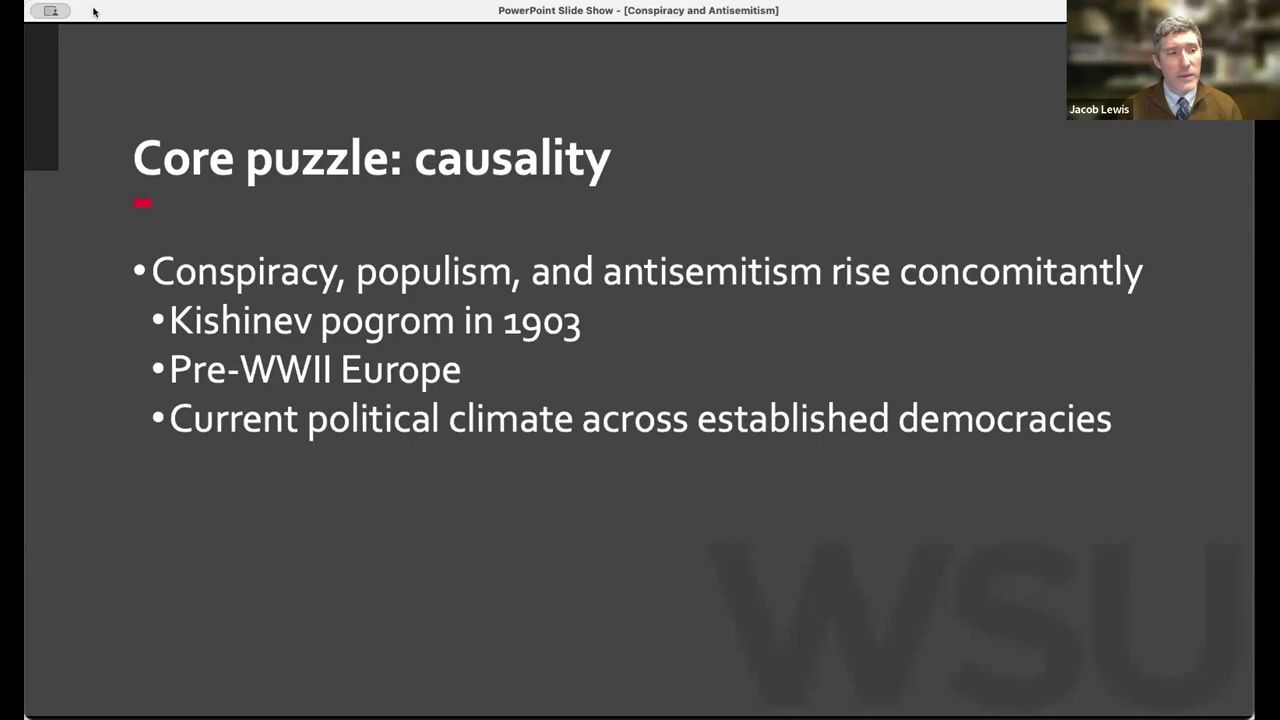 PowerPoint Slide Show - [Conspiracy and Antisemitism]
Jacob Lewis
Core puzzle: causality
•Conspiracy, populism, and antisemitism rise concomitantly
•Kishinev pogrom in 1903
•Pre-WWII Europe
•Current political climate across established democracies
WSU